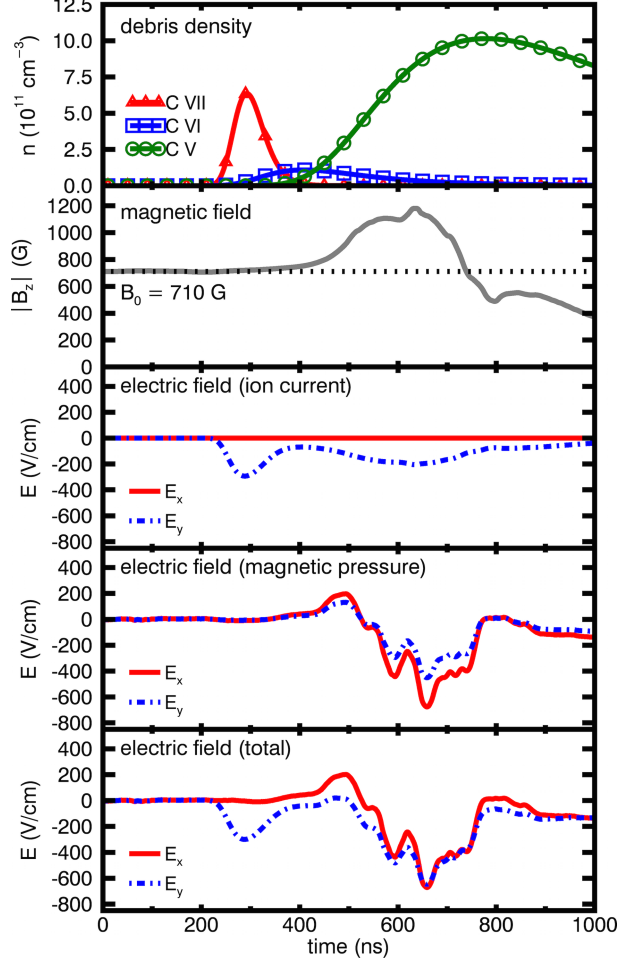 debris density
12.5
10.0
7.5
5.0
2.5
0.0
n (10¹¹ cm⁻³)
C VII
C VI
C V
magnetic field
1200
1000
800
600
400
200
0
|B_z| (G)
B₀ = 710 G
electric field (ion current)
400
200
0
-200
-400
-600
-800
E (V/cm)
E_x
E_y
electric field (magnetic pressure)
400
200
0
-200
-400
-600
-800
E (V/cm)
E_x
E_y
electric field (total)
400
200
0
-200
-400
-600
-800
E (V/cm)
E_x
E_y
0 200 400 600 800 1000
time (ns)